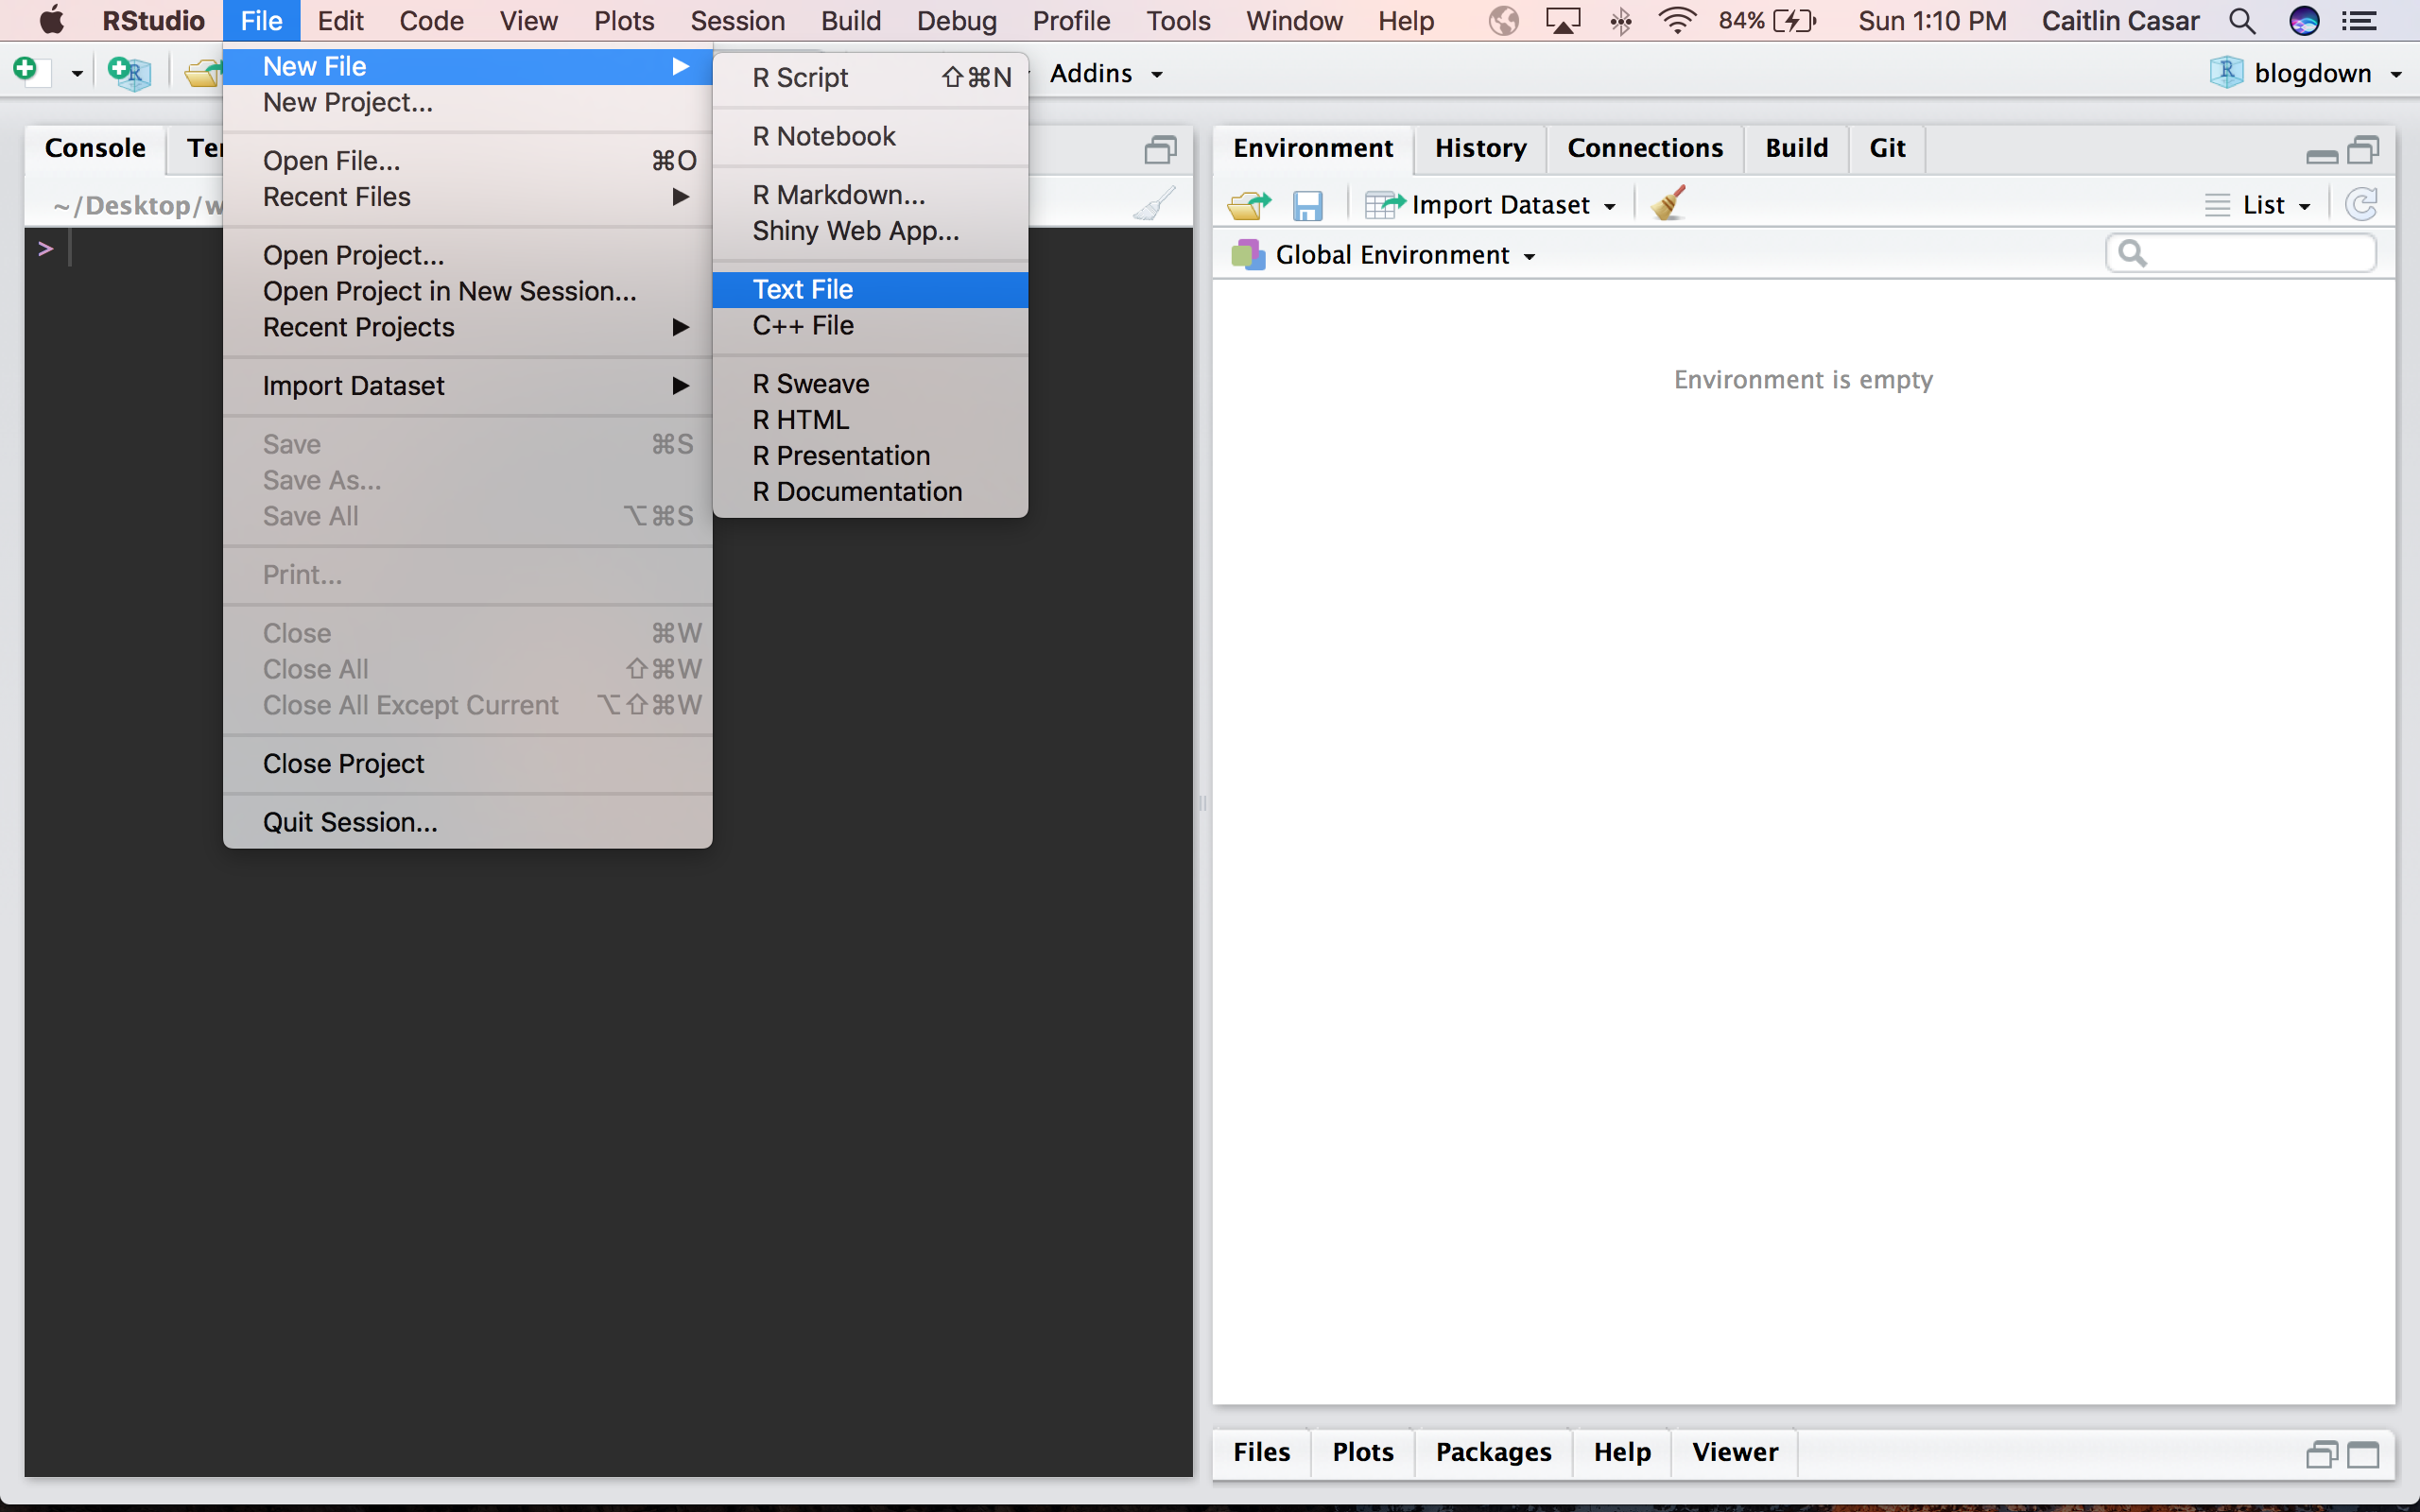 RStudio File Edit Code View Plots Session Build Debug Profile Tools Window Help 84% Sun 1:10 PM Caitlin Casar
Addins blogdown
New File
New Project...
Open File... ⌘O
Recent Files
Open Project...
Open Project in New Session...
Recent Projects
Import Dataset
Save ⌘S
Save As...
Save All ⌥⌘S
Print...
Close ⌘W
Close All ⇧⌘W
Close All Except Current ⌥⇧⌘W
Close Project
Quit Session...
R Script ⇧⌘N
R Notebook
R Markdown...
Shiny Web App...
Text File
C++ File
R Sweave
R HTML
R Presentation
R Documentation
Console
~/Desktop/
>
Environment History Connections Build Git
Import Dataset List
Global Environment
Environment is empty
Files Plots Packages Help Viewer